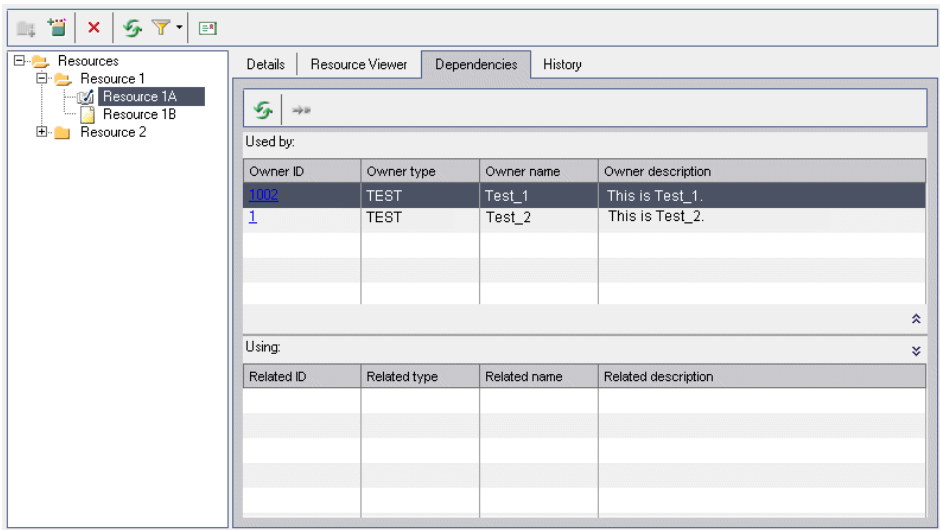 Resources
Resource 1
Resource 1A
Resource 1B
Resource 2
Details Resource Viewer Dependencies History
Used by:
Owner ID Owner type Owner name Owner description
1002 TEST Test_1 This is Test_1.
1 TEST Test_2 This is Test_2.
Using:
Related ID Related type Related name Related description